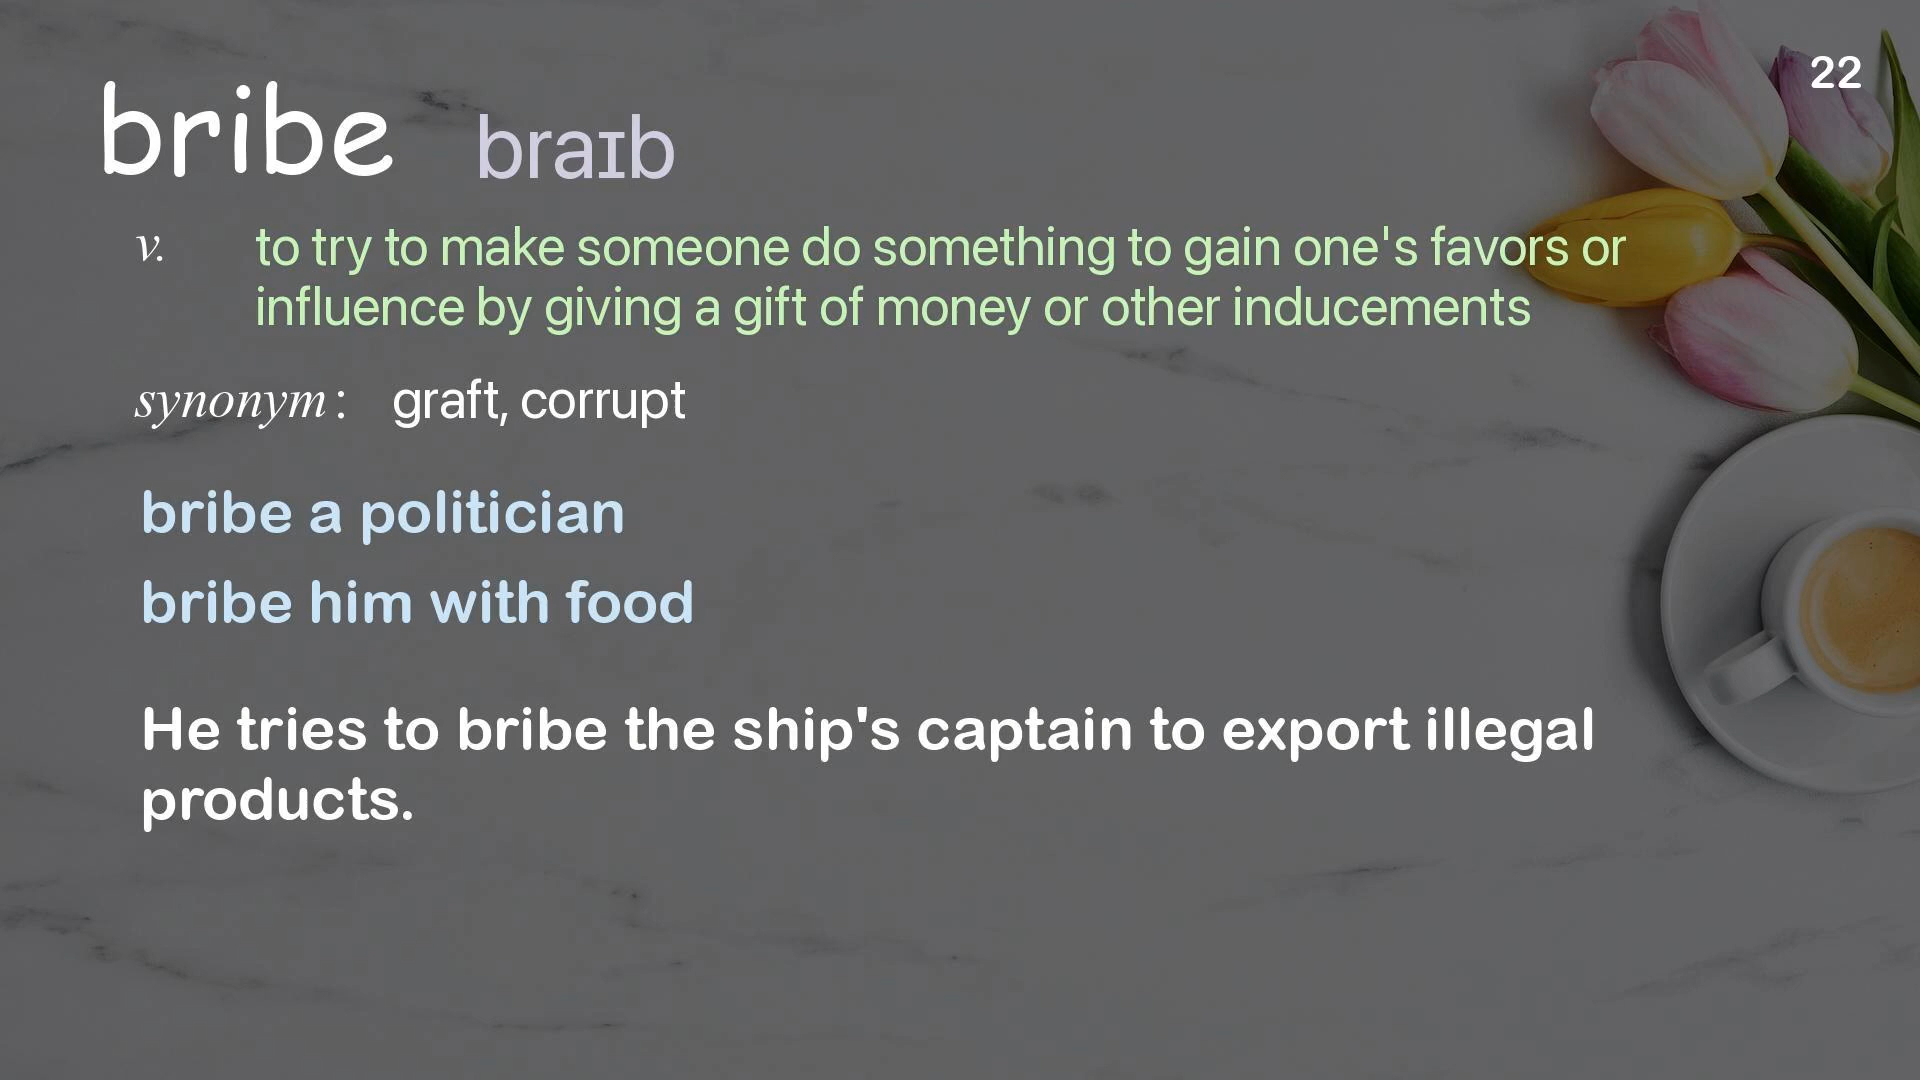 22
bribe braɪb
v. to try to make someone do something to gain one's favors or
influence by giving a gift of money or other inducements
synonym : graft, corrupt
bribe a politician
bribe him with food
He tries to bribe the ship's captain to export illegal
products.